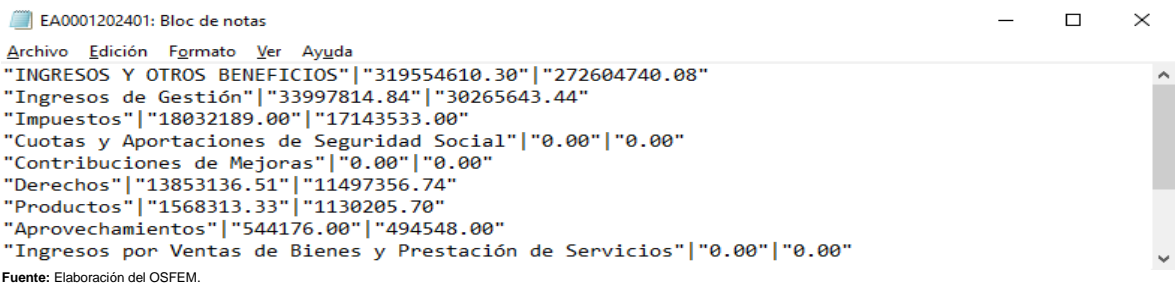 EA0001202401: Bloc de notas
Archivo Edición Formato Ver Ayuda
"INGRESOS Y OTROS BENEFICIOS"|"319554610.30"|"272604740.08"
"Ingresos de Gestión"|"33997814.84"|"30265643.44"
"Impuestos"|"18032189.00"|"17143533.00"
"Cuotas y Aportaciones de Seguridad Social"|"0.00"|"0.00"
"Contribuciones de Mejoras"|"0.00"|"0.00"
"Derechos"|"13853136.51"|"11497356.74"
"Productos"|"1568313.33"|"1130205.70"
"Aprovechamientos"|"544176.00"|"494548.00"
"Ingresos por Ventas de Bienes y Prestación de Servicios"|"0.00"|"0.00"
Fuente: Elaboración del OSFEM.